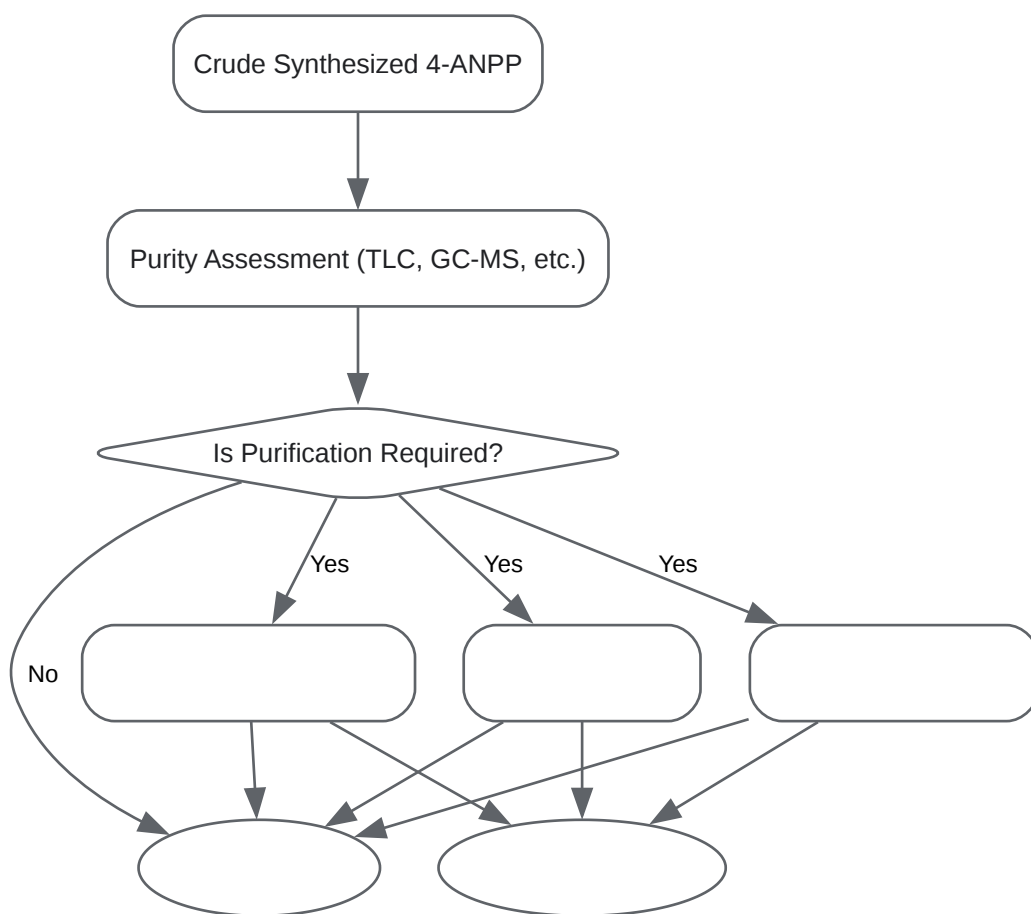 Crude Synthesized 4-ANPP
Purity Assessment (TLC, GC-MS, etc.)
Is Purification Required?
Yes
Yes
Yes
No